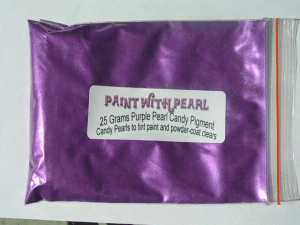 PAINT WITH PEARL
25 Grams Purple Pearl Candy Pigment
Candy Pearls to tint paint and powder-coat clears